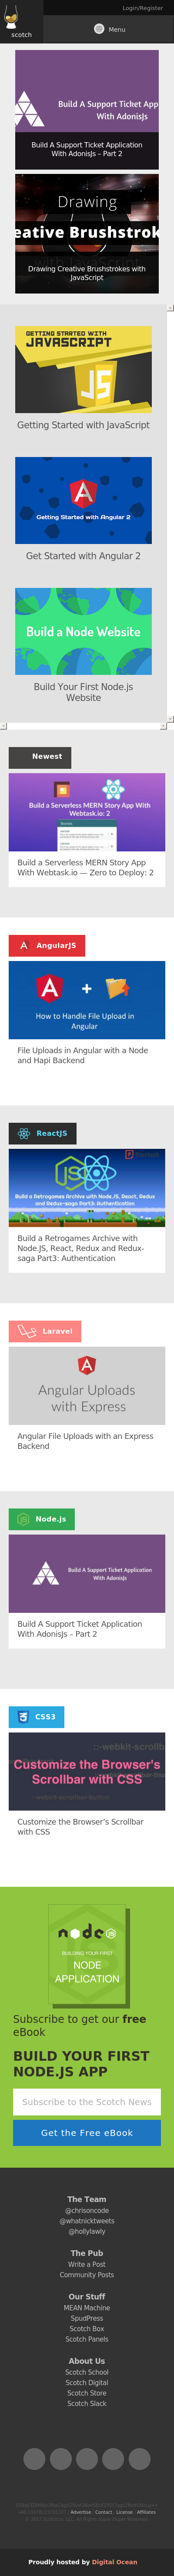 Login/Register
scotch
Menu
Build A Support Ticket App
With AdonisJs
Build A Support Ticket Application
With AdonisJs – Part 2
Drawing
Creative Brushstrokes
with JavaScript
Drawing Creative Brushstrokes with
JavaScript
GETTING STARTED WITH
JAVASCRIPT
JS
Getting Started with JavaScript
Getting Started with Angular 2
Get Started with Angular 2
Build a Node Website
Build Your First Node.js
Website
Newest
Build a Serverless MERN Story App With
Webtask.io: 2
Build a Serverless MERN Story App
With Webtask.io — Zero to Deploy: 2
AngularJS
How to Handle File Upload in
Angular
File Uploads in Angular with a Node
and Hapi Backend
ReactJS
Build a Retrogames Archive with Node.JS, React, Redux
and Redux-saga Part3: Authentication
Build a Retrogames Archive with
Node.JS, React, Redux and Redux-
saga Part3: Authentication
Laravel
Angular Uploads
with Express
Angular File Uploads with an Express
Backend
Node.js
Build A Support Ticket Application
With AdonisJs
Build A Support Ticket Application
With AdonisJs – Part 2
CSS3
::-webkit-scrollb
Customize the Browser's
Scrollbar with CSS
::-webkit-scrollbar-button
Customize the Browser's Scrollbar
with CSS
node
JS
BUILDING YOUR FIRST
NODE
APPLICATION
Subscribe to get our free
eBook
BUILD YOUR FIRST
NODE.JS APP
Subscribe to the Scotch News
Get the Free eBook
The Team
@chrisoncode
@whatnicktweets
@hollylawly
The Pub
Write a Post
Community Posts
Our Stuff
MEAN Machine
SpudPress
Scotch Box
Scotch Panels
About Us
Scotch School
Scotch Digital
Scotch Store
Scotch Slack
Advertise Contact License Affiliates
Proudly hosted by Digital Ocean